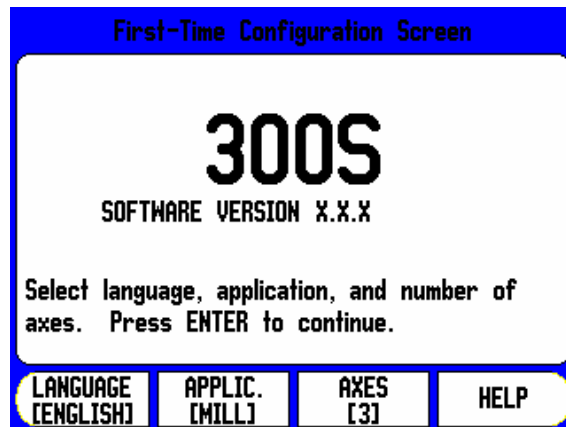 First-Time Configuration Screen
300S
SOFTWARE VERSION X.X.X
Select language, application, and number of
axes. Press ENTER to continue.
LANGUAGE
[ENGLISH]
APPLIC.
[MILL]
AXES
[3]
HELP